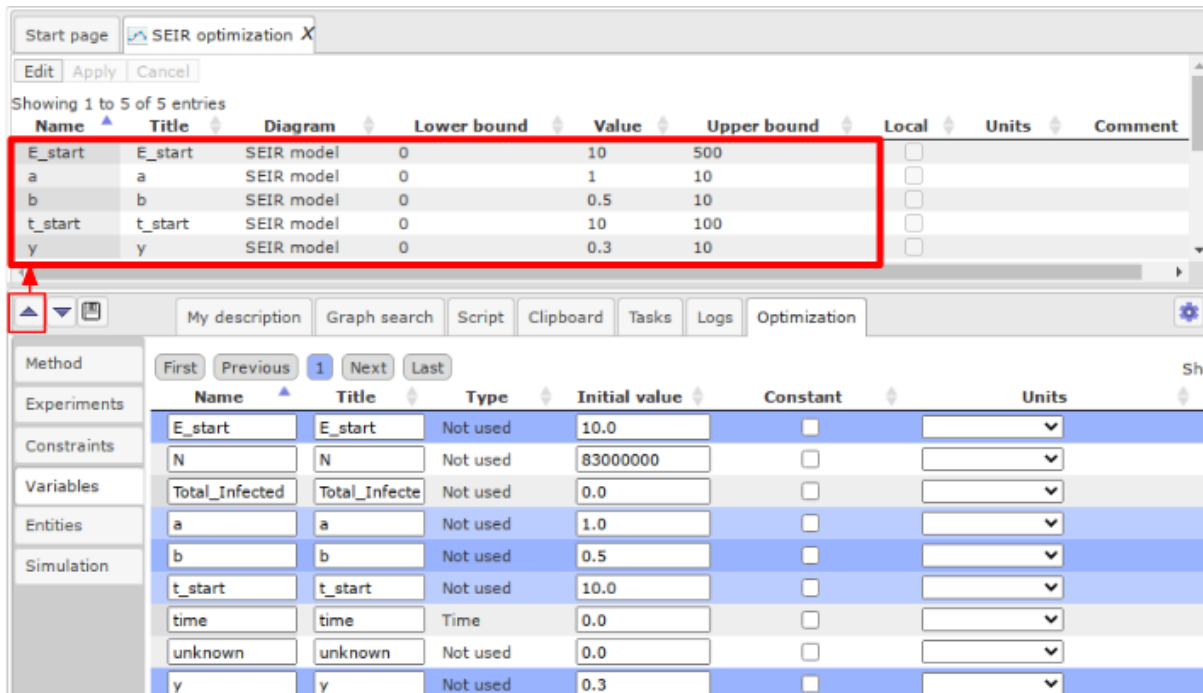 Start page SEIR optimization X
Edit Apply Cancel
Showing 1 to 5 of 5 entries
Name Title Diagram Lower bound Value Upper bound Local Units Comment
E_start E_start SEIR model 0 10 500
a a SEIR model 0 1 10
b b SEIR model 0 0.5 10
t_start t_start SEIR model 0 10 100
y y SEIR model 0 0.3 10
My description Graph search Script Clipboard Tasks Logs Optimization
Method
Experiments
Constraints
Variables
Entities
Simulation
First Previous 1 Next Last Sh
Name Title Type Initial value Constant Units
E_start E_start Not used 10.0
N N Not used 83000000
Total_Infected Total_Infecte Not used 0.0
a a Not used 1.0
b b Not used 0.5
t_start t_start Not used 10.0
time time Time 0.0
unknown unknown Not used 0.0
y y Not used 0.3